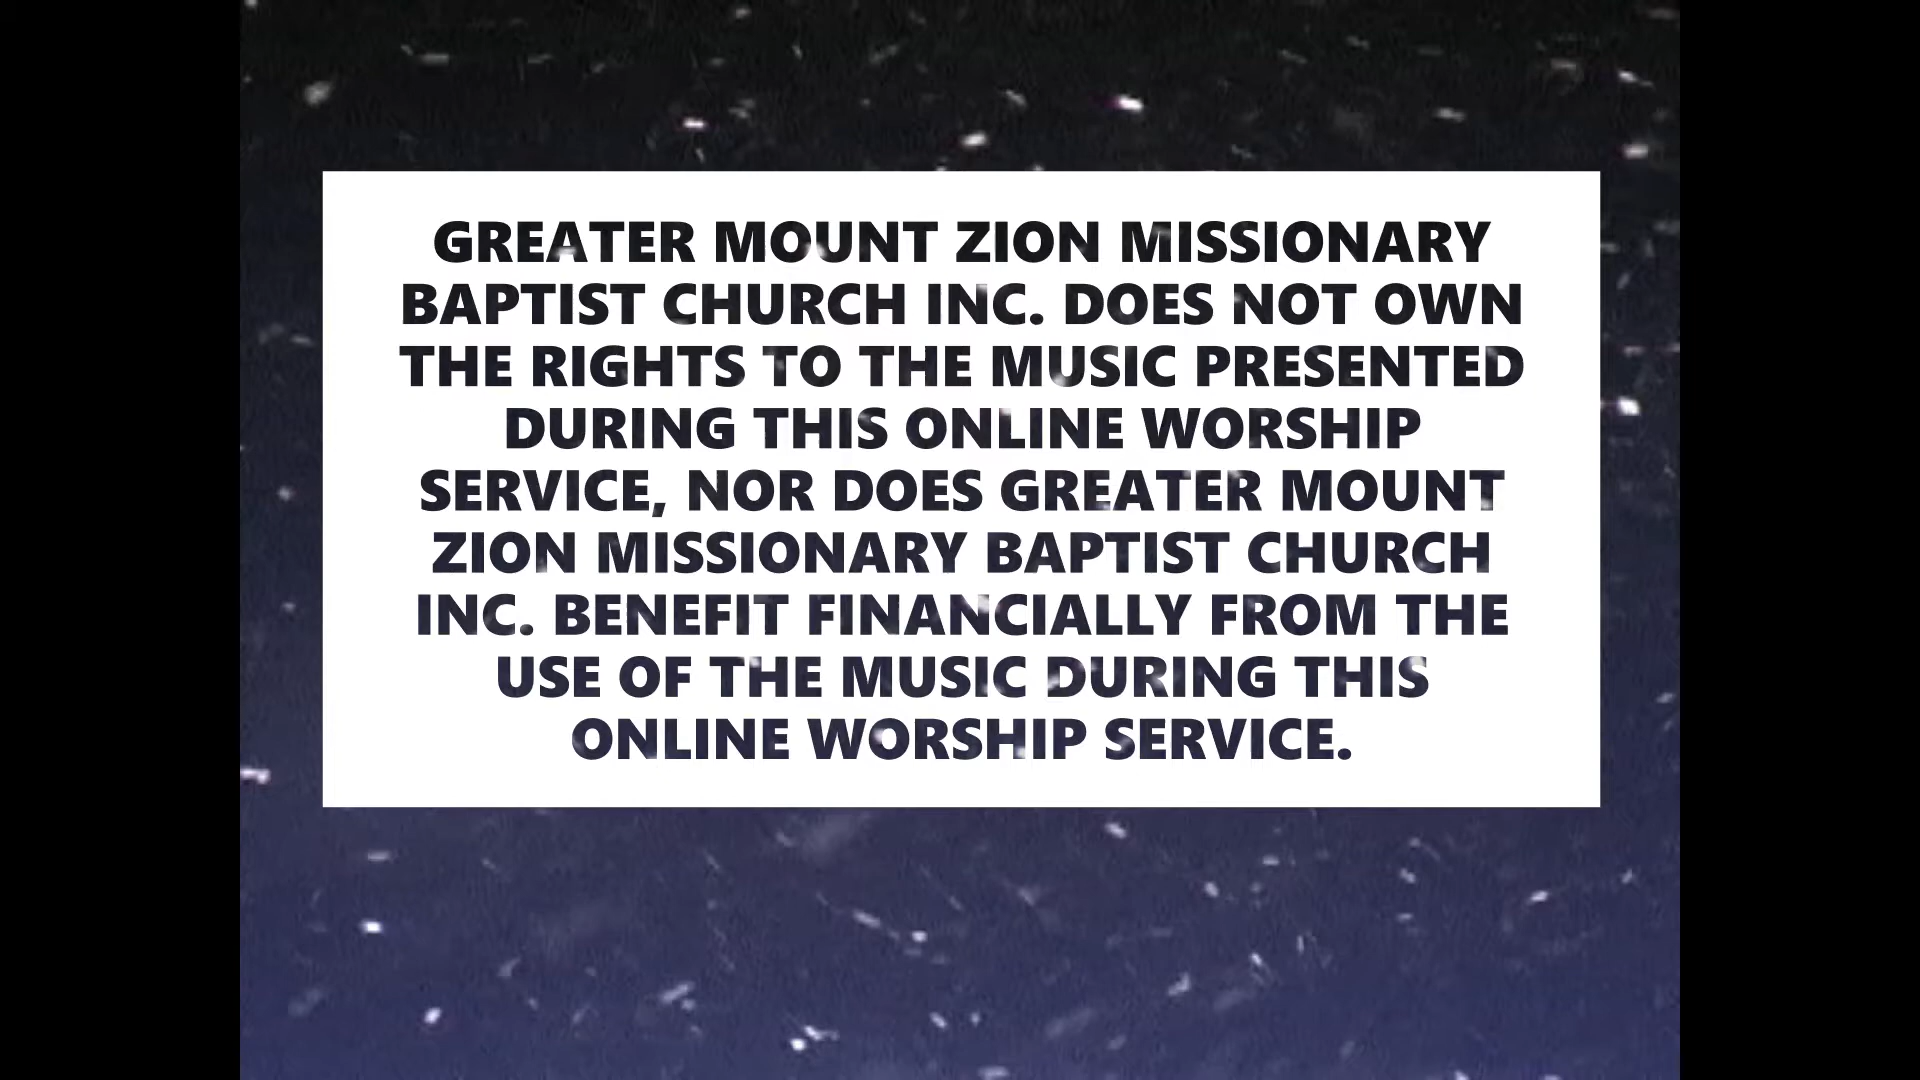 GREATER MOUNT ZION MISSIONARY
BAPTIST CHURCH INC. DOES NOT OWN
THE RIGHTS TO THE MUSIC PRESENTED
DURING THIS ONLINE WORSHIP
SERVICE, NOR DOES GREATER MOUNT
ZION MISSIONARY BAPTIST CHURCH
INC. BENEFIT FINANCIALLY FROM THE
USE OF THE MUSIC DURING THIS
ONLINE WORSHIP SERVICE.